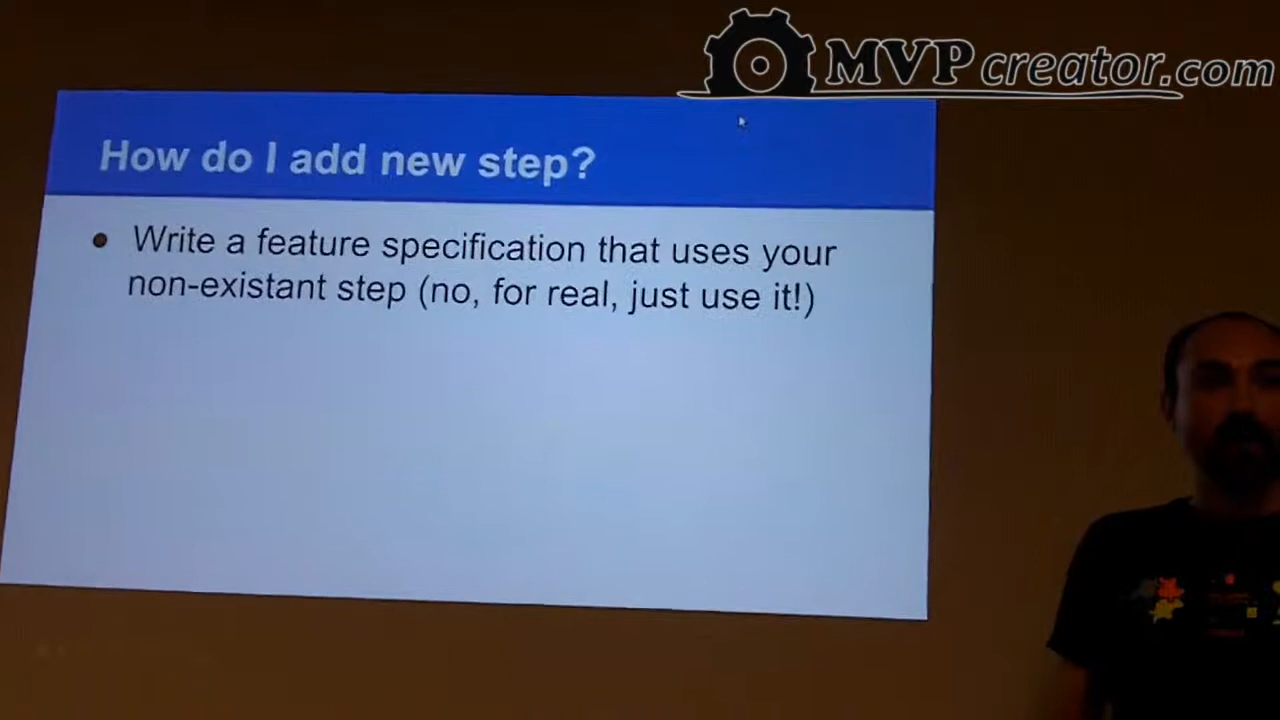 MVPcreator.com
How do I add new step?
• Write a feature specification that uses your
non-existant step (no, for real, just use it!)